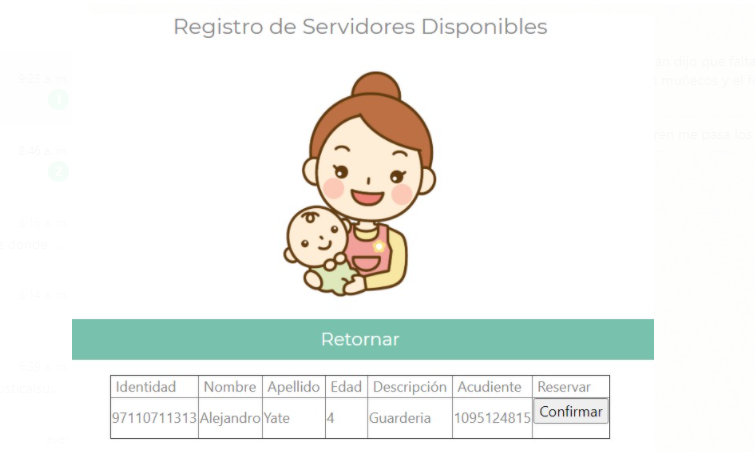 Registro de Servidores Disponibles
Retornar
Identidad Nombre Apellido Edad Descripción Acudiente Reservar
97110711313 Alejandro Yate 4 Guarderia 1095124815 Confirmar